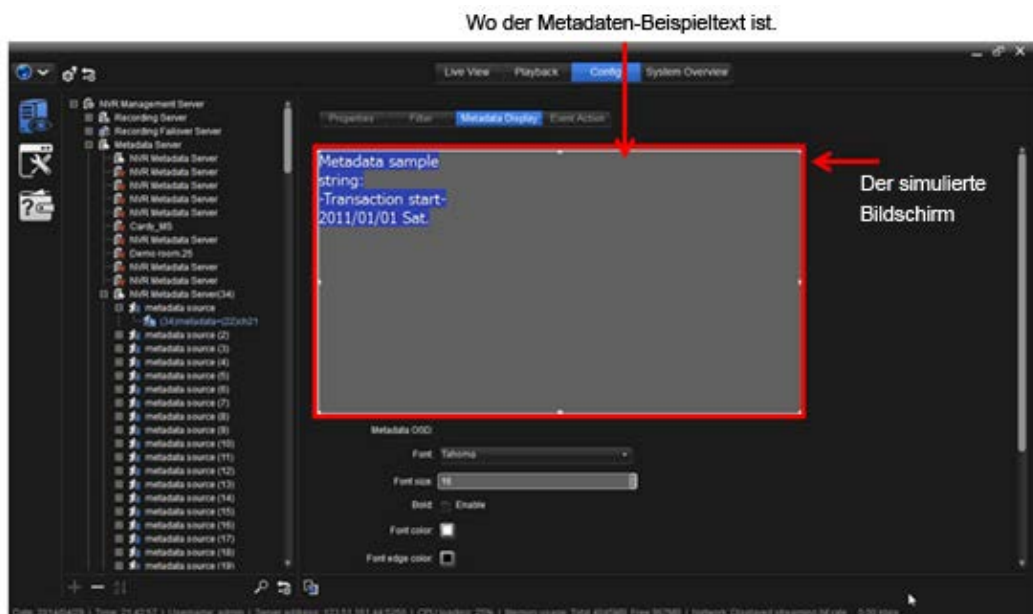 Wo der Metadaten-Beispieltext ist.
Live View Playback Config System Overview
NVR Management Server
Recording Server
Recording Failover Server
Metadata Server
NVR Metadata Server
NVR Metadata Server
NVR Metadata Server
NVR Metadata Server
NVR Metadata Server
Cardy_MS
NVR Metadata Server
Demo room.25
NVR Metadata Server
NVR Metadata Server
NVR Metadata Server(34)
metadata source
(34)metadata+(22)ch21
metadata source (2)
metadata source (3)
metadata source (4)
metadata source (5)
metadata source (6)
metadata source (7)
metadata source (8)
metadata source (9)
metadata source (10)
metadata source (11)
metadata source (12)
metadata source (13)
metadata source (14)
metadata source (15)
metadata source (16)
metadata source (17)
metadata source (18)
metadata source (19)
Properties Filter Metadata Display Event Action
Metadata sample
string:
-Transaction start-
2011/01/01 Sat.
Der simulierte
Bildschirm
Metadata OSD:
Font: Tahoma
Font size: 16
Bold: Enable
Font color:
Font edge color: